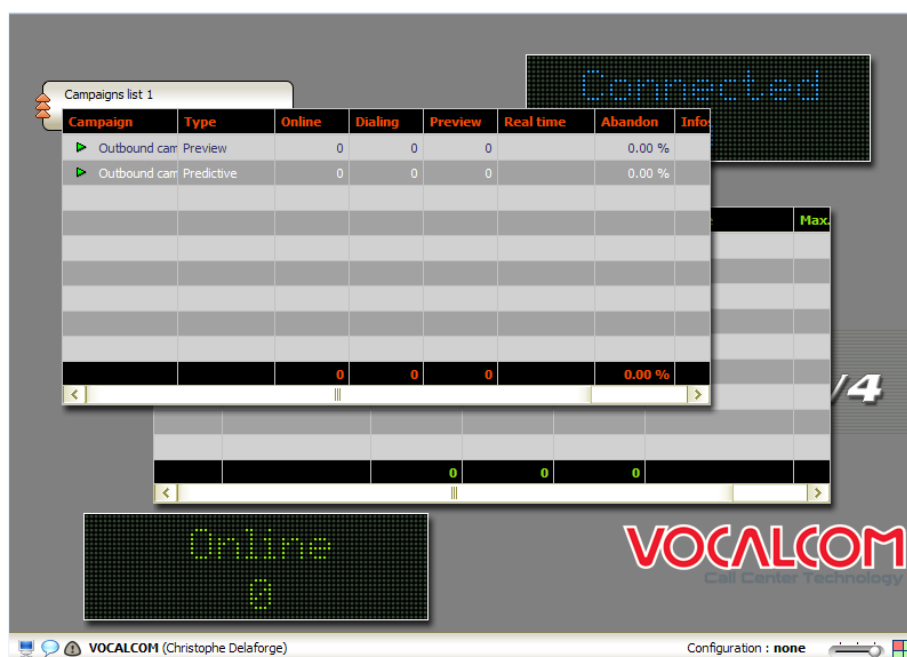 Connected
Campaigns list 1
Campaign Type Online Dialing Preview Real time Abandon Infos
Outbound cam Preview 0 0 0 0.00 %
Outbound cam Predictive 0 0 0 0.00 %
Max.
0 0 0 0.00 %
/4
0 0 0
Online
0
VOCALCOM
Call Center Technology
VOCALCOM (Christophe Delaforge)
Configuration : none